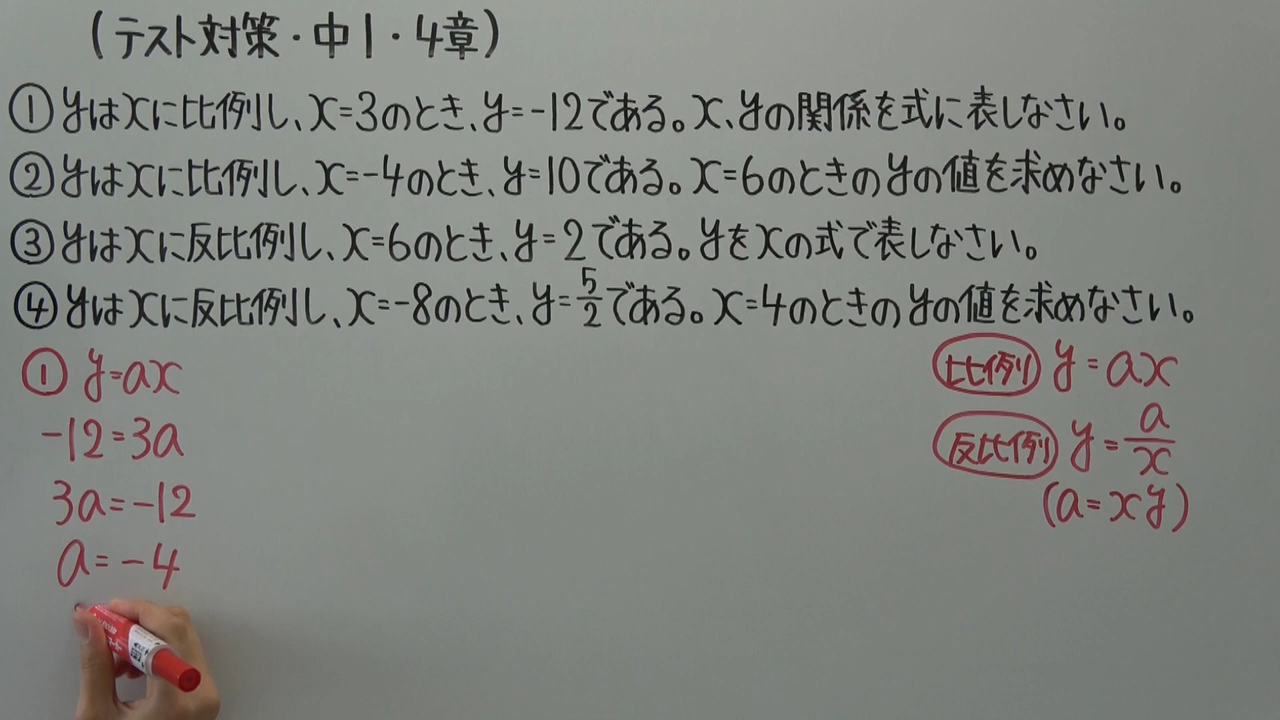 (テスト対策・中1・4章)
①yはxに比例し、x=3のとき、y=-12である。x、yの関係を式に表しなさい。
②yはxに比例し、x=-4のとき、y=10である。x=6のときのyの値を求めなさい。
③yはxに反比例し、x=6のとき、y=2である。yをxの式で表しなさい。
④yはxに反比例し、x=-8のとき、y=5/2である。x=4のときのyの値を求めなさい。
① y=ax
-12=3a
3a=-12
a=-4
比例 y=ax
反比例 y=a/x
(a=xy)